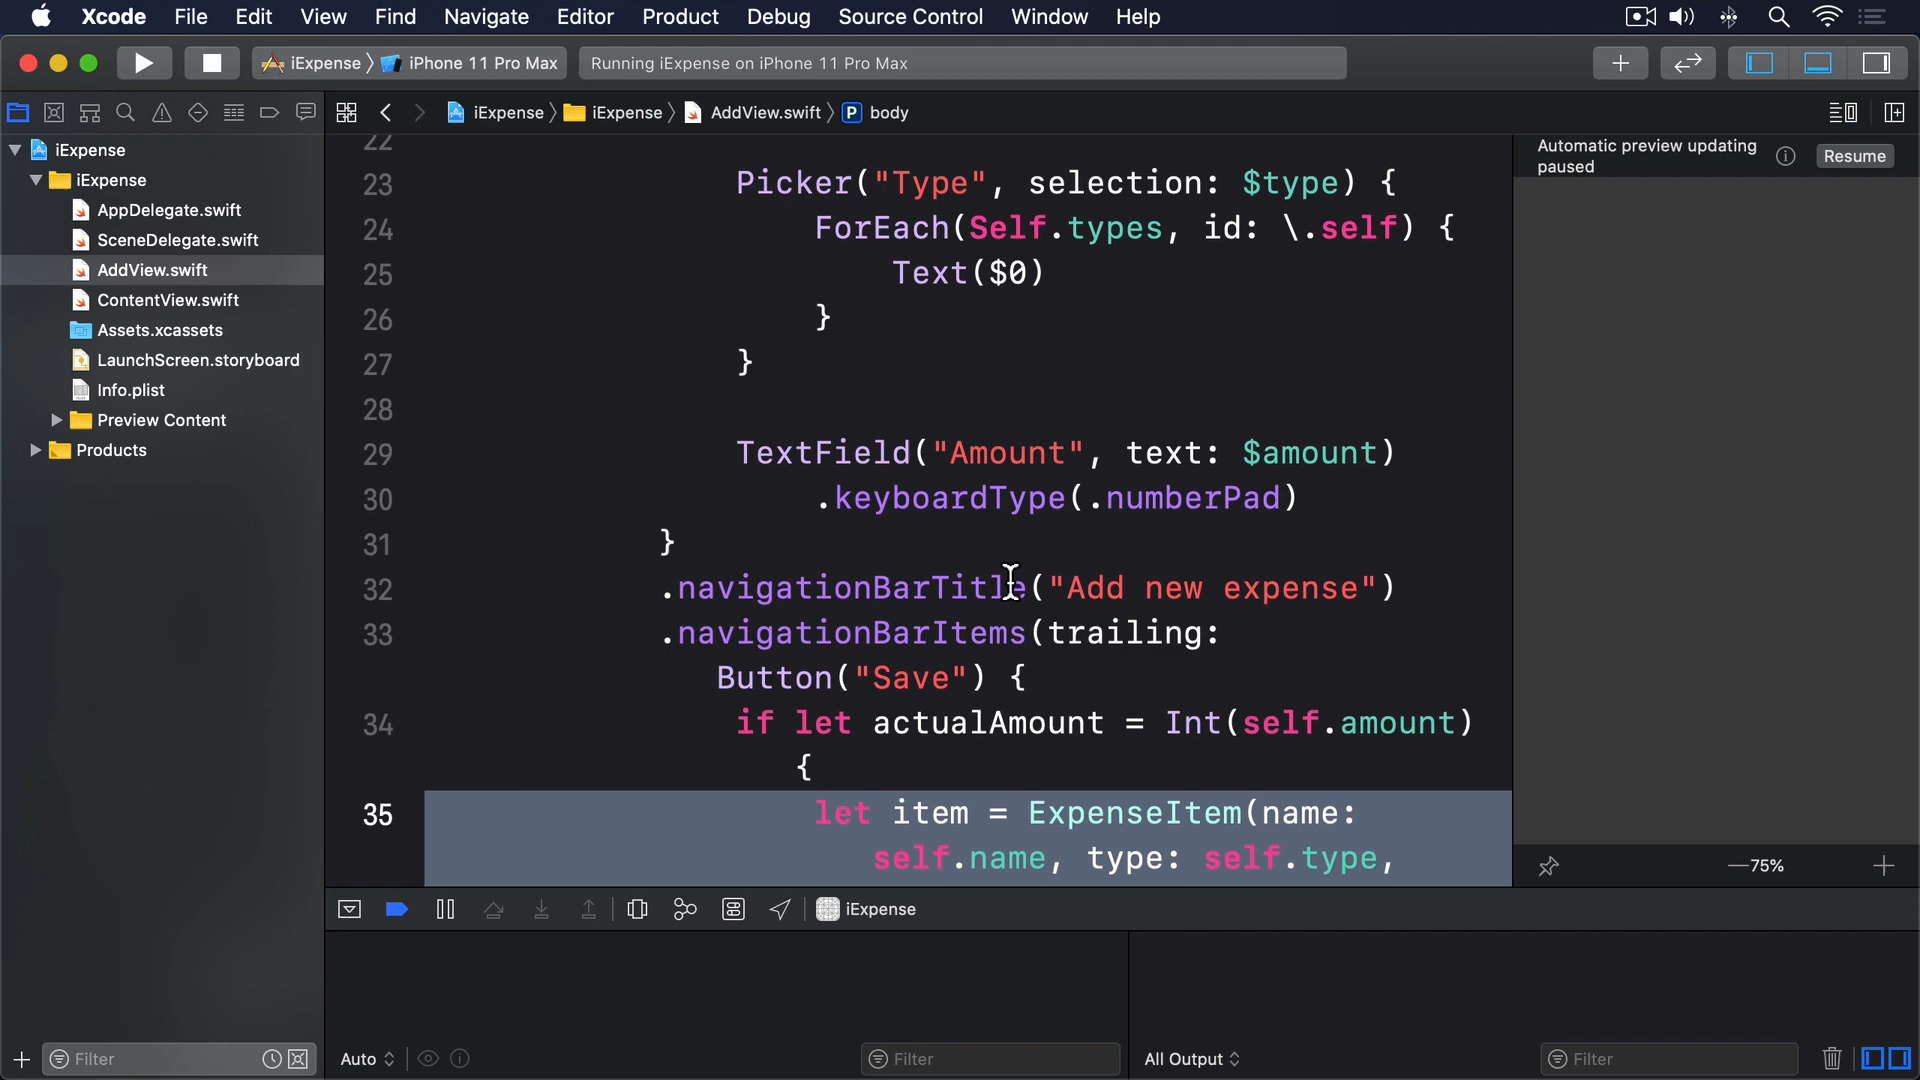 Xcode File Edit View Find Navigate Editor Product Debug Source Control Window Help
iExpense iPhone 11 Pro Max Running iExpense on iPhone 11 Pro Max
iExpense iExpense AddView.swift P body
iExpense
iExpense
AppDelegate.swift
SceneDelegate.swift
AddView.swift
ContentView.swift
Assets.xcassets
LaunchScreen.storyboard
Info.plist
Preview Content
Products
22
23 Picker("Type", selection: $type) {
24 ForEach(Self.types, id: \.self) {
25 Text($0)
26 }
27 }
28
29 TextField("Amount", text: $amount)
30 .keyboardType(.numberPad)
31 }
32 .navigationBarTitle("Add new expense")
33 .navigationBarItems(trailing:
Button("Save") {
34 if let actualAmount = Int(self.amount)
{
35 let item = ExpenseItem(name:
self.name, type: self.type,
Automatic preview updating
paused
Resume
75%
iExpense
Filter
Auto
Filter
All Output
Filter